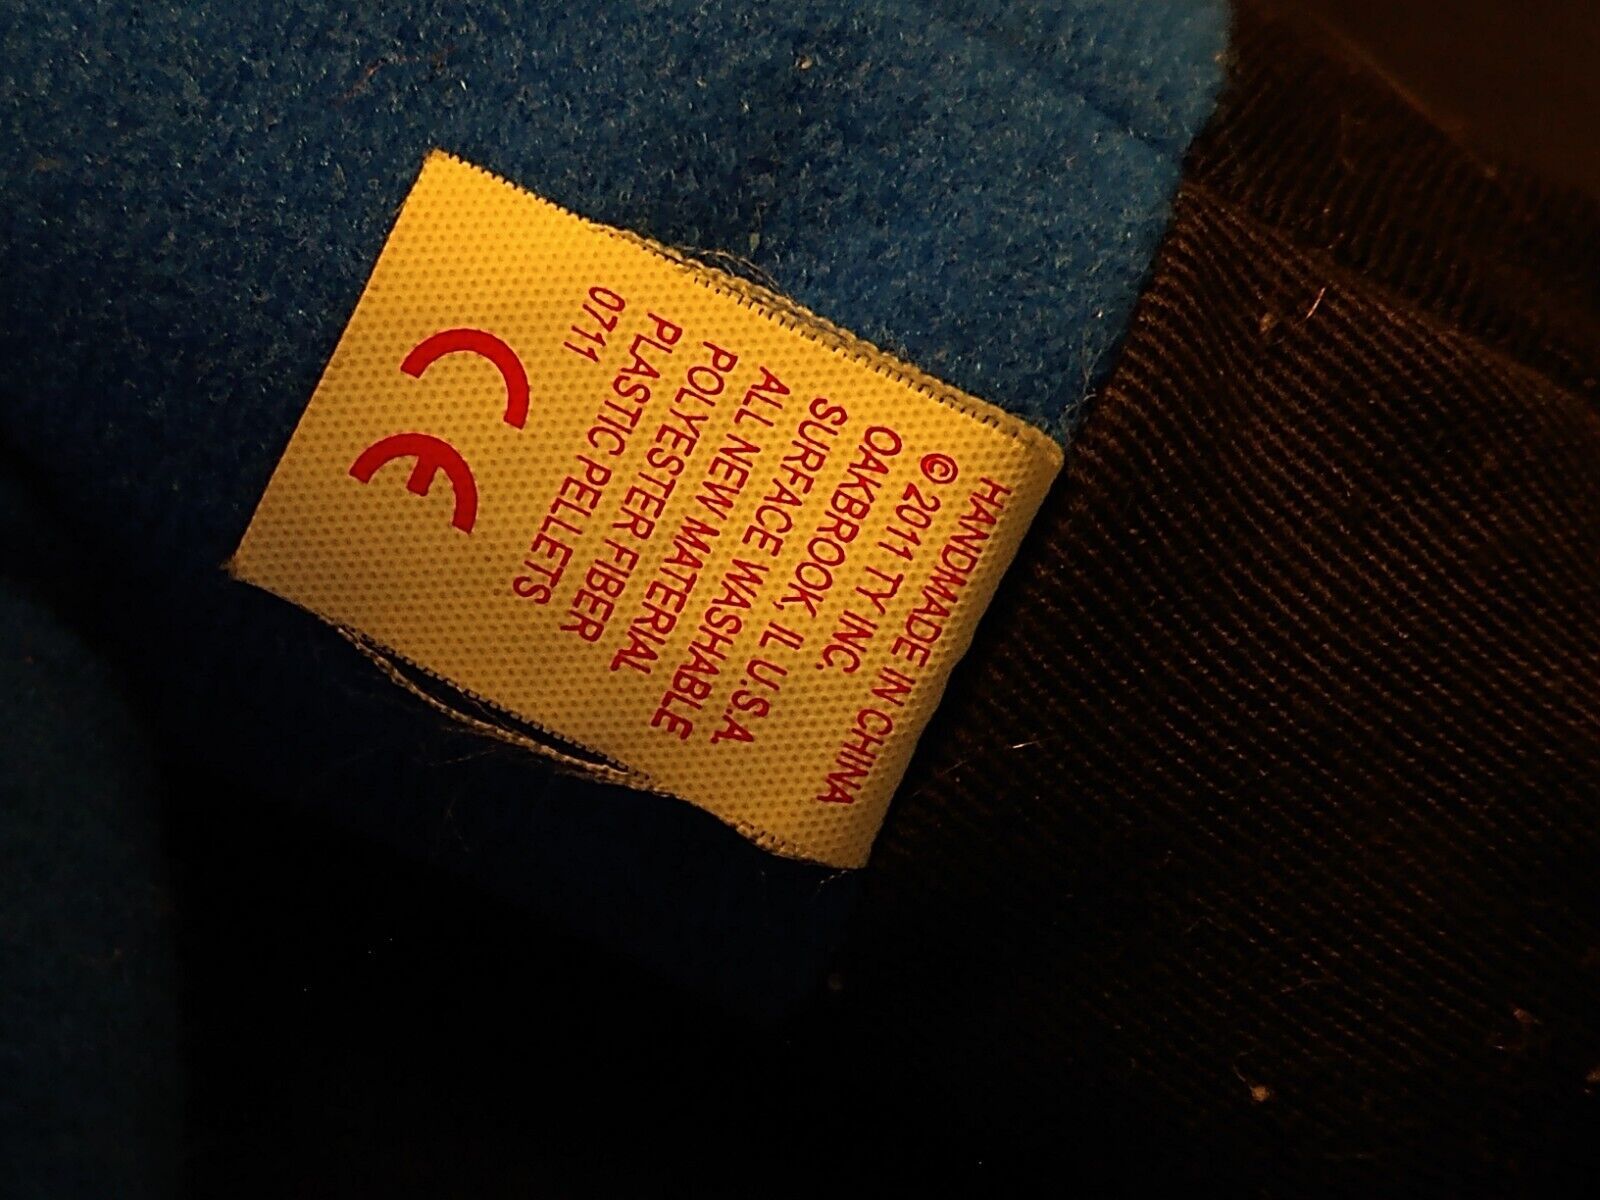 HANDMADE IN CHINA
© 2011 TY INC.
OAKBROOK, IL U.S.A.
SURFACE WASHABLE
ALL NEW MATERIAL
POLYESTER FIBER
PLASTIC PELLETS
0711
CE